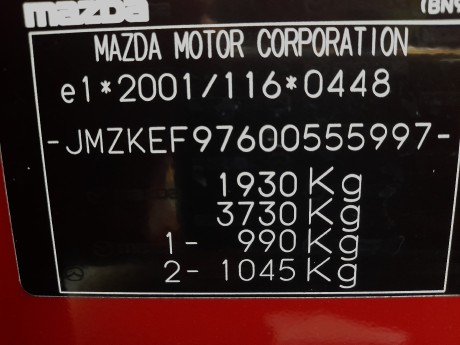 mazda (BN9
MAZDA MOTOR CORPORATION
e1*2001/116*0448
-JMZKEF97600555997-
1930 Kg
3730 Kg
1- 990 Kg
2- 1045 Kg